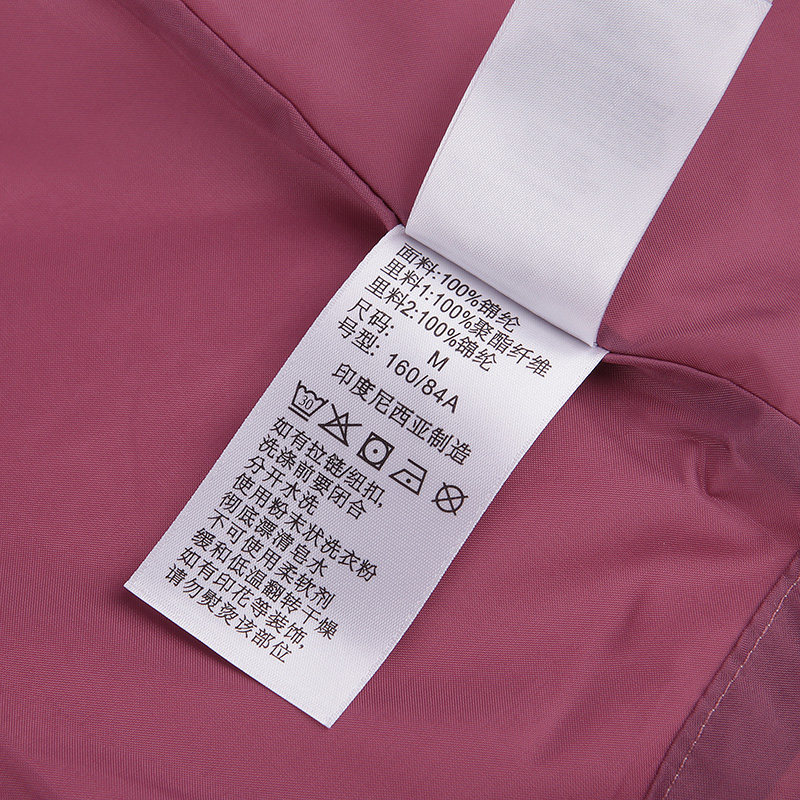 面料:100%锦纶
里料1:100%聚酯纤维
里料2:100%锦纶
尺码: M
号型: 160/84A
印度尼西亚制造
30
如有拉链/纽扣,
洗涤前要闭合
分开水洗
使用粉末状洗衣粉
彻底漂清皂水
不可使用柔软剂
缓和低温翻转干燥
如有印花等装饰,
请勿熨烫该部位